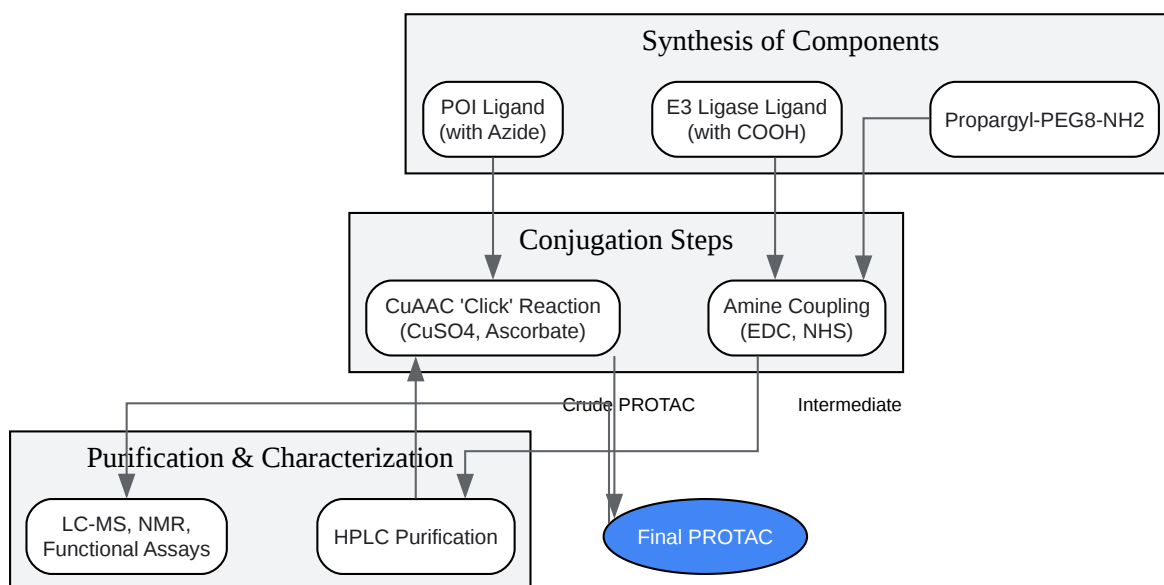 Synthesis of Components
POI Ligand
(with Azide)
E3 Ligase Ligand
(with COOH)
Propargyl-PEG8-NH2
Conjugation Steps
CuAAC 'Click' Reaction
(CuSO4, Ascorbate)
Amine Coupling
(EDC, NHS)
Crude PROTAC
Intermediate
Purification & Characterization
LC-MS, NMR,
Functional Assays
HPLC Purification
Final PROTAC